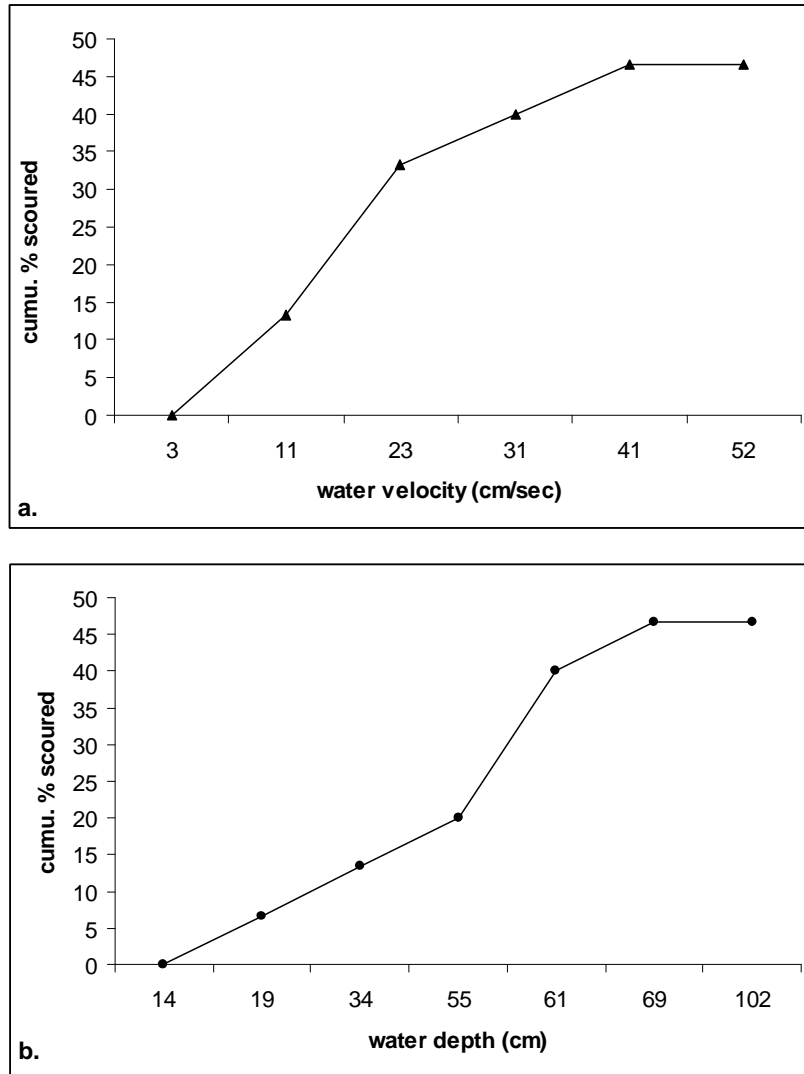 50
45
40
35
30
25
20
15
10
5
0
cumu. % scoured
3 11 23 31 41 52
water velocity (cm/sec)
a.
50
45
40
35
30
25
20
15
10
5
0
cumu. % scoured
14 19 34 55 61 69 102
water depth (cm)
b.